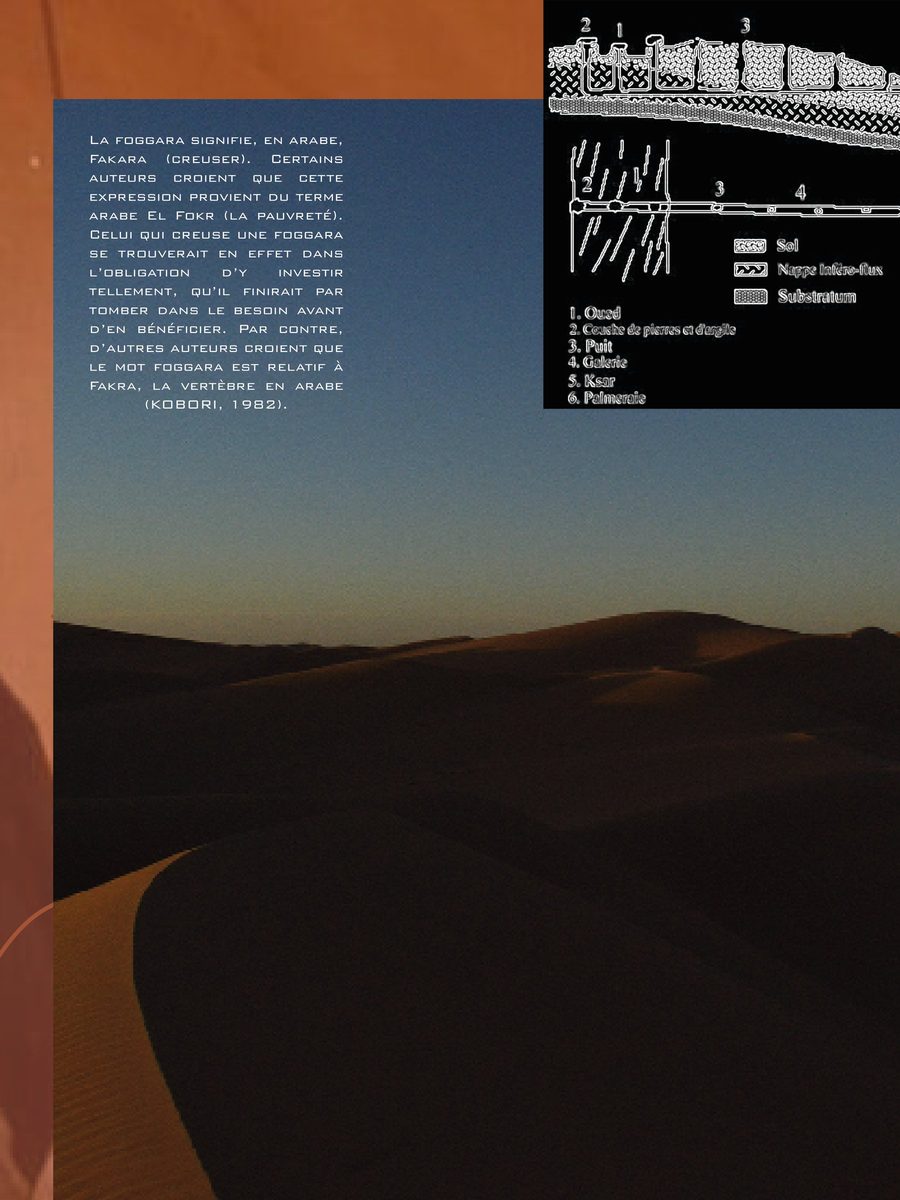 La foggara signifie, en arabe,
Fakara (creuser). Certains
auteurs croient que cette
expression provient du terme
arabe El Fokr (la pauvreté).
Celui qui creuse une foggara
se trouverait en effet dans
l'obligation d'y investir
tellement, qu'il finirait par
tomber dans le besoin avant
d'en bénéficier. Par contre,
d'autres auteurs croient que
le mot foggara est relatif à
Fakra, la vertèbre en arabe
(KOBORI, 1982).
2 1 3
2 1 3 4
Sol
Nappe Inféro-flux
Substratum
1. Oued
2. Couche de pierres et d'argile
3. Puit
4. Galerie
5. Ksar
6. Palmeraie